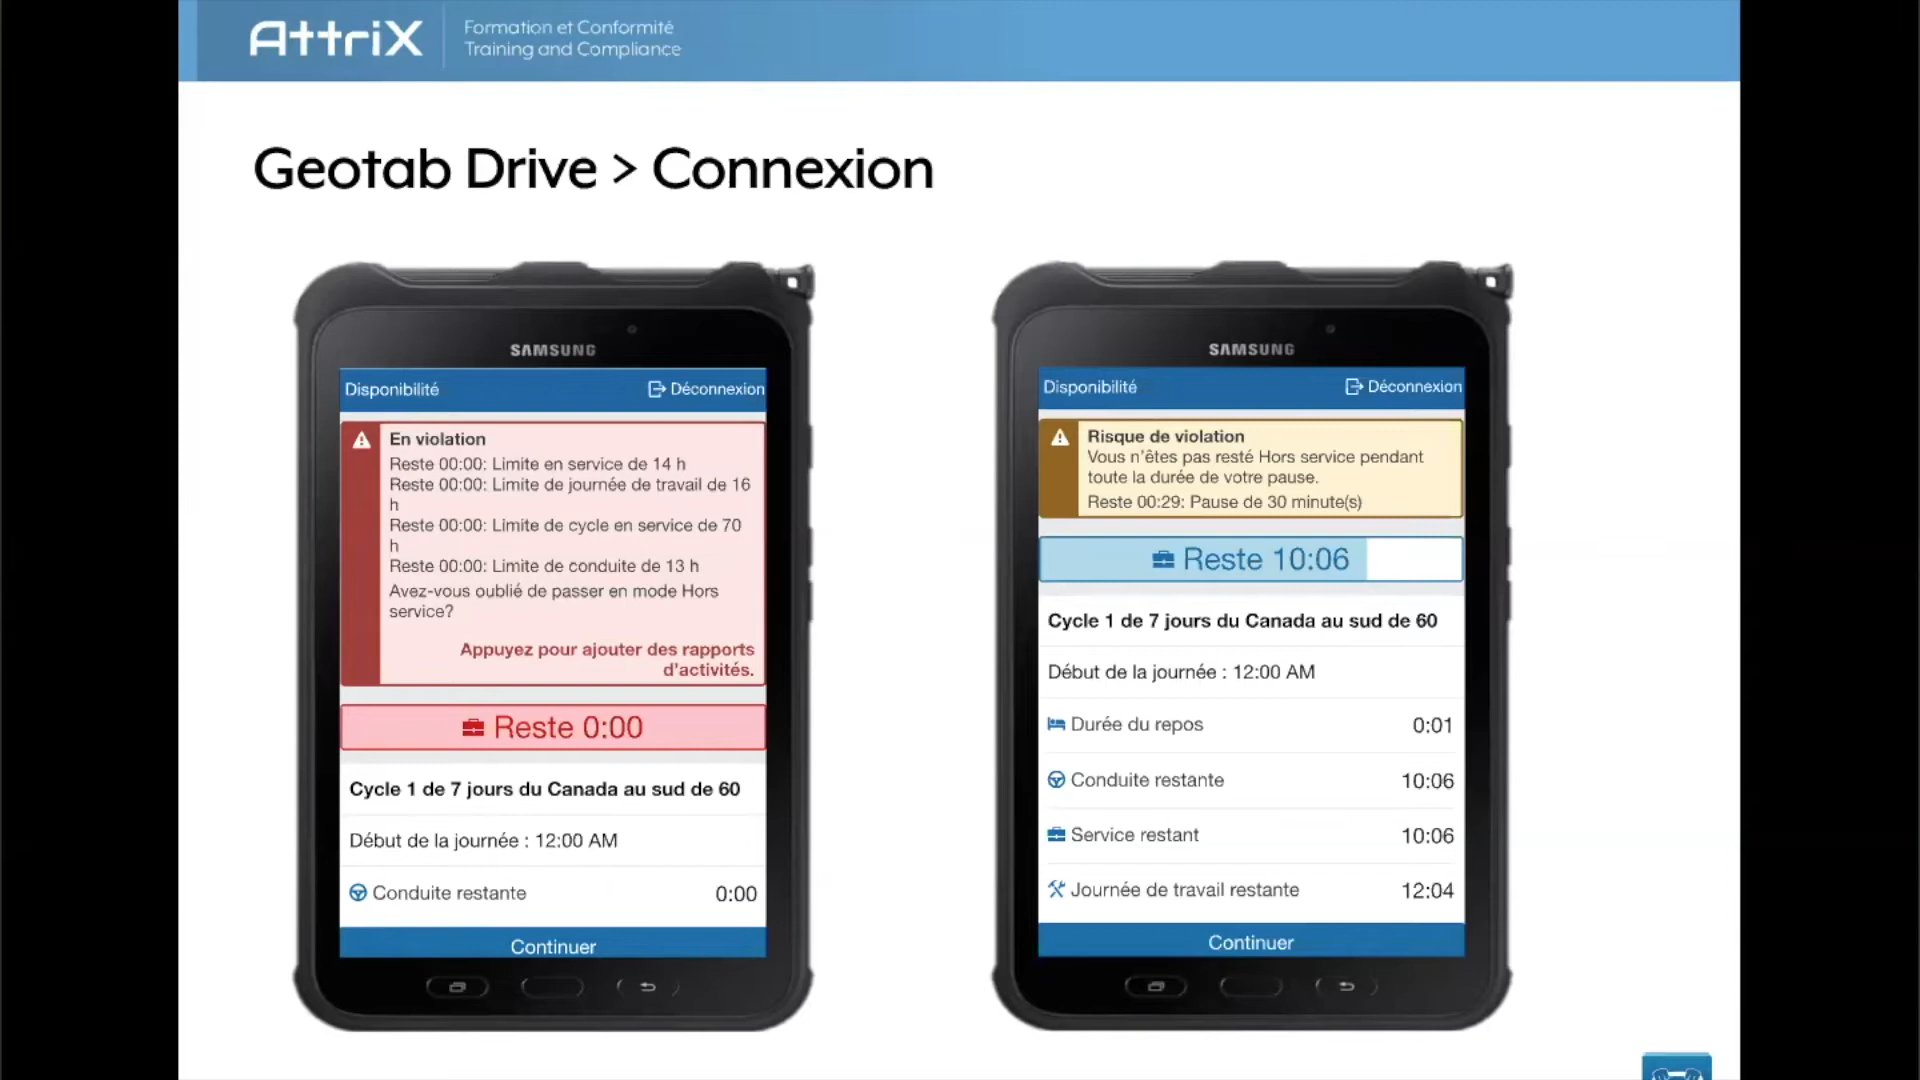 AttriX
Formation et Conformité
Training and Compliance
Geotab Drive > Connexion
SAMSUNG
Disponibilité
Déconnexion
En violation
Reste 00:00: Limite en service de 14 h
Reste 00:00: Limite de journée de travail de 16
h
Reste 00:00: Limite de cycle en service de 70
h
Reste 00:00: Limite de conduite de 13 h
Avez-vous oublié de passer en mode Hors
service?
Appuyez pour ajouter des rapports
d'activités.
Reste 0:00
Cycle 1 de 7 jours du Canada au sud de 60
Début de la journée : 12:00 AM
Conduite restante 0:00
Continuer
SAMSUNG
Disponibilité
Déconnexion
Risque de violation
Vous n'êtes pas resté Hors service pendant
toute la durée de votre pause.
Reste 00:29: Pause de 30 minute(s)
Reste 10:06
Cycle 1 de 7 jours du Canada au sud de 60
Début de la journée : 12:00 AM
Durée du repos 0:01
Conduite restante 10:06
Service restant 10:06
Journée de travail restante 12:04
Continuer